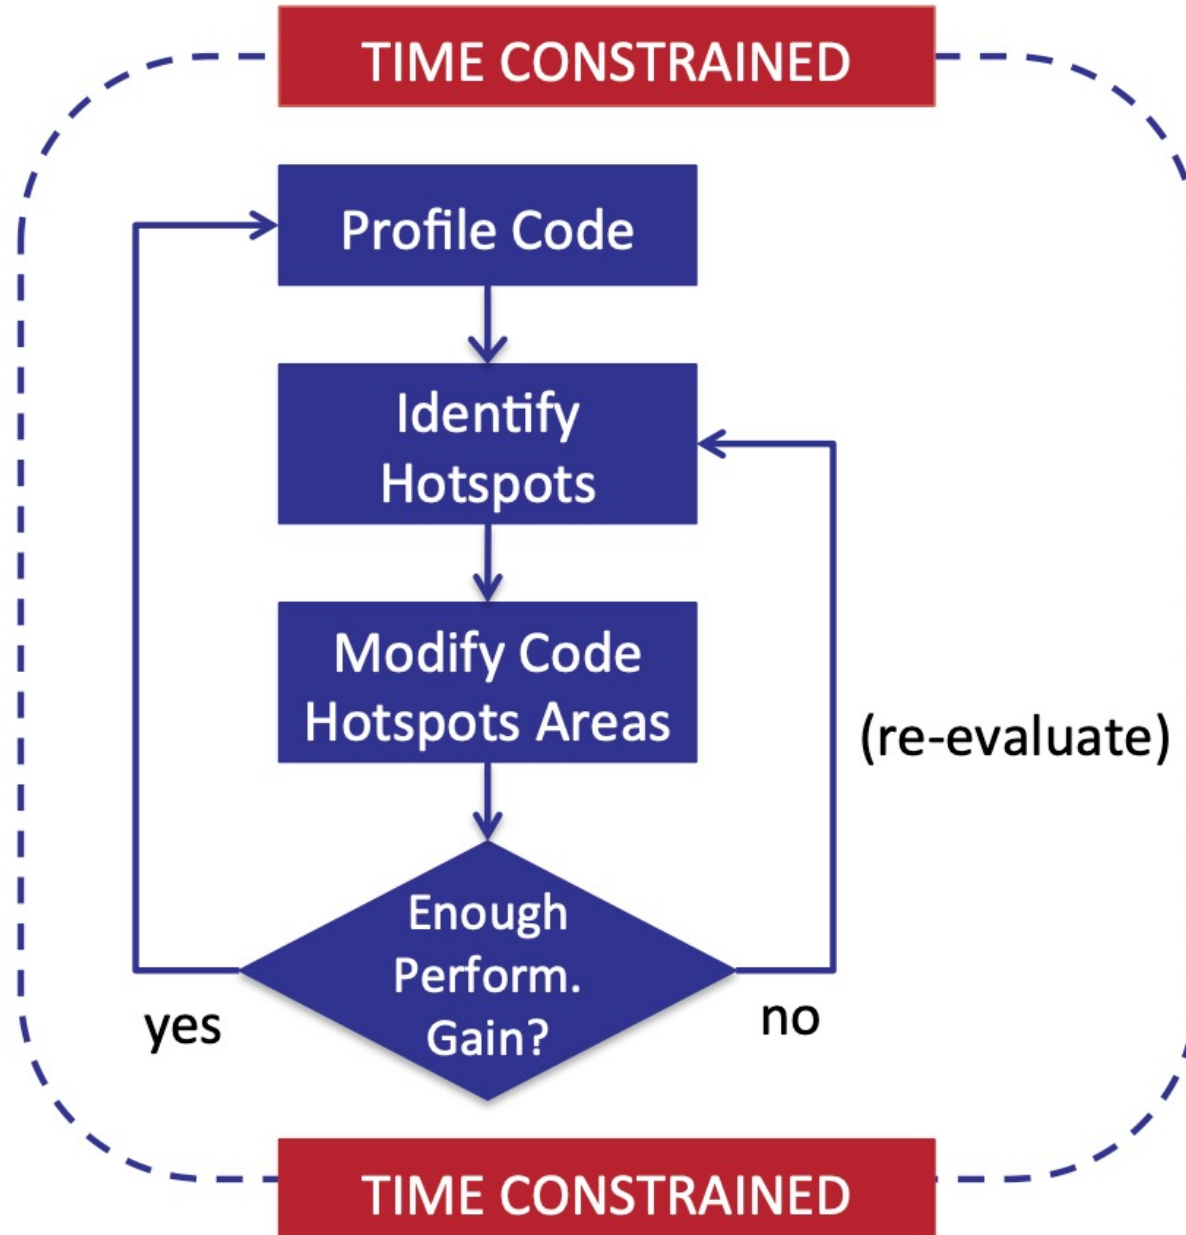 TIME CONSTRAINED
Profile Code
Identify
Hotspots
Modify Code
Hotspots Areas
(re-evaluate)
Enough
Perform.
Gain?
yes
no
TIME CONSTRAINED